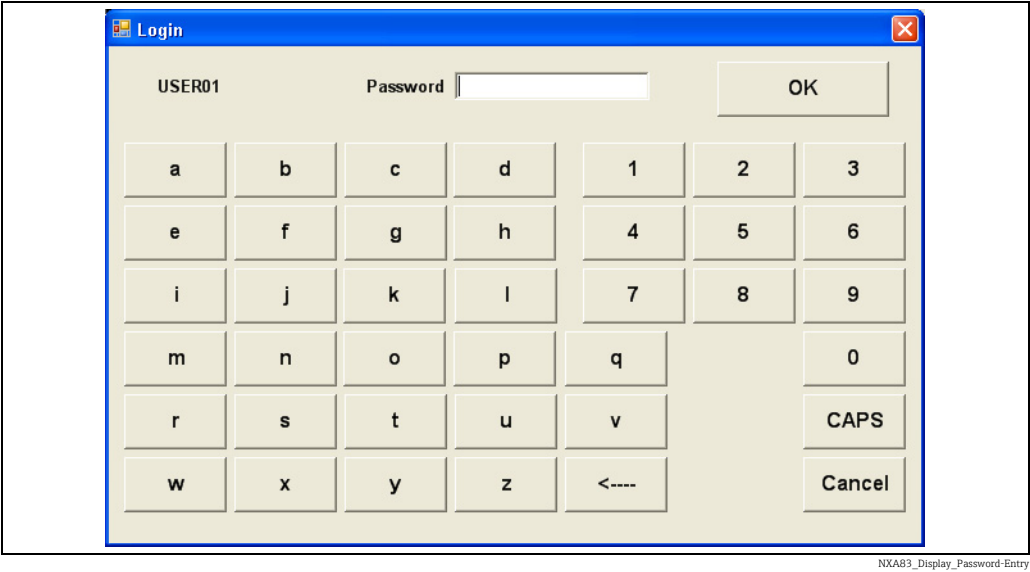 Login
USER01 Password OK
a b c d 1 2 3
e f g h 4 5 6
i j k l 7 8 9
m n o p q 0
r s t u v CAPS
w x y z <---- Cancel
NXA83_Display_Password-Entry